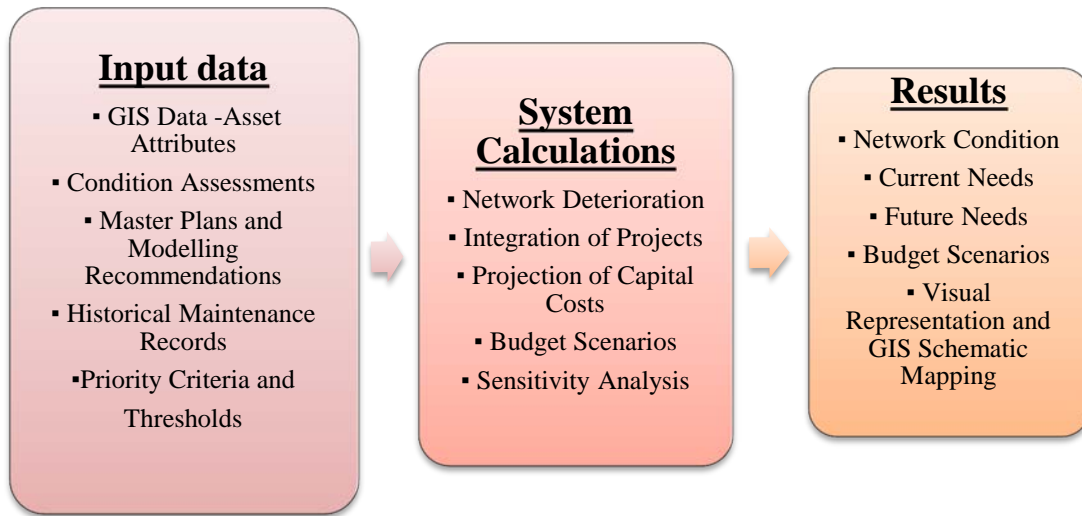 Input data
▪ GIS Data -Asset
Attributes
▪ Condition Assessments
▪ Master Plans and
Modelling
Recommendations
▪ Historical Maintenance
Records
▪Priority Criteria and
Thresholds
System
Calculations
▪ Network Deterioration
▪ Integration of Projects
▪ Projection of Capital
Costs
▪ Budget Scenarios
▪ Sensitivity Analysis
Results
▪ Network Condition
▪ Current Needs
▪ Future Needs
▪ Budget Scenarios
▪ Visual
Representation and
GIS Schematic
Mapping